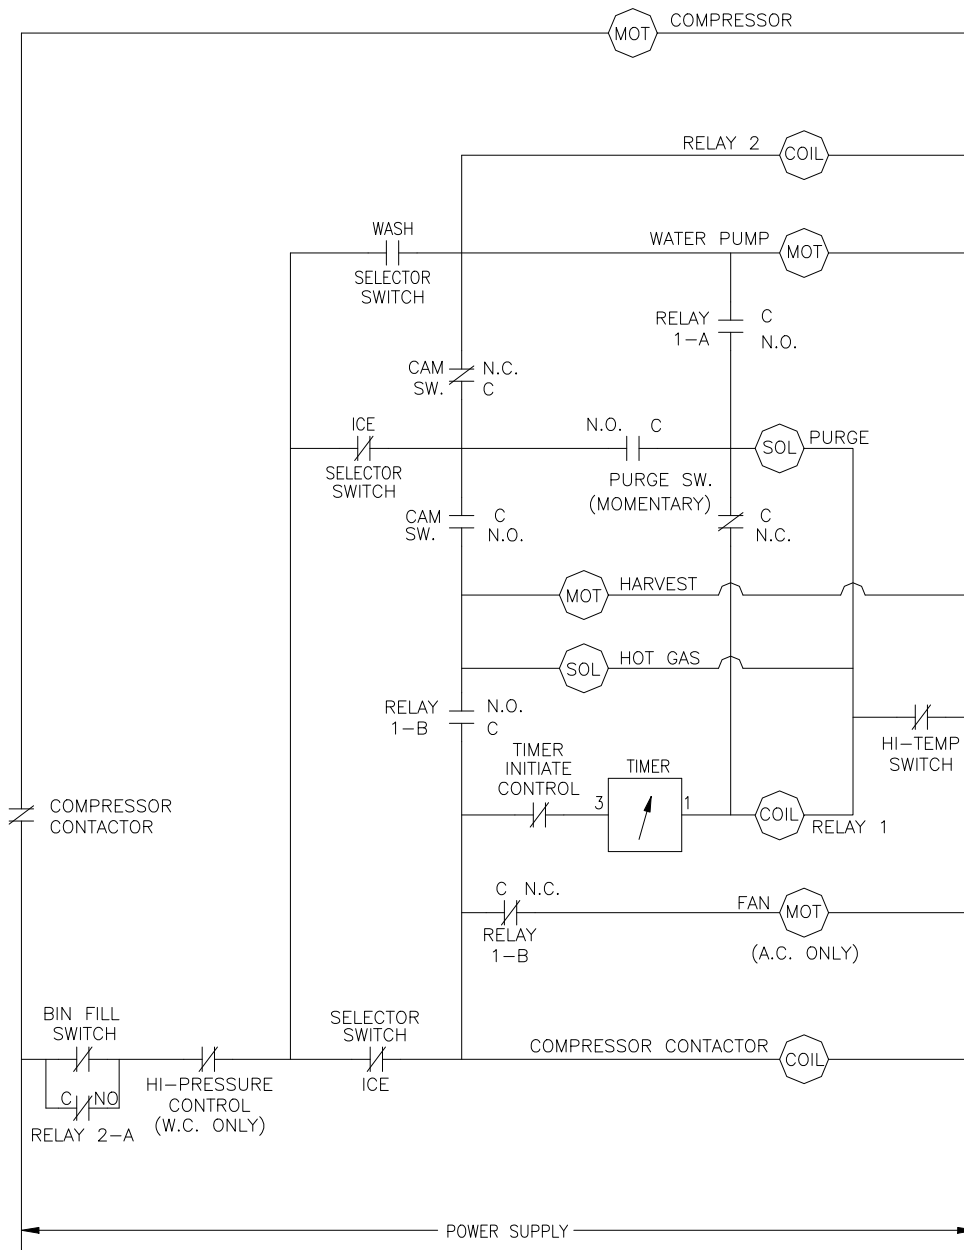 MOT COMPRESSOR
RELAY 2 COIL
WASH
SELECTOR
SWITCH
WATER PUMP MOT
RELAY
1-A
C
N.O.
CAM
SW.
N.C.
C
ICE
SELECTOR
SWITCH
N.O. C
PURGE SW.
(MOMENTARY)
SOL PURGE
CAM
SW.
C
N.O.
C
N.C.
MOT HARVEST
SOL HOT GAS
RELAY
1-B
N.O.
C
HI-TEMP
SWITCH
TIMER
INITIATE
CONTROL
TIMER
3 1
COIL RELAY 1
COMPRESSOR
CONTACTOR
C N.C.
RELAY
1-B
FAN MOT
(A.C. ONLY)
BIN FILL
SWITCH
C NO
RELAY 2-A
HI-PRESSURE
CONTROL
(W.C. ONLY)
SELECTOR
SWITCH
ICE
COMPRESSOR CONTACTOR COIL
POWER SUPPLY